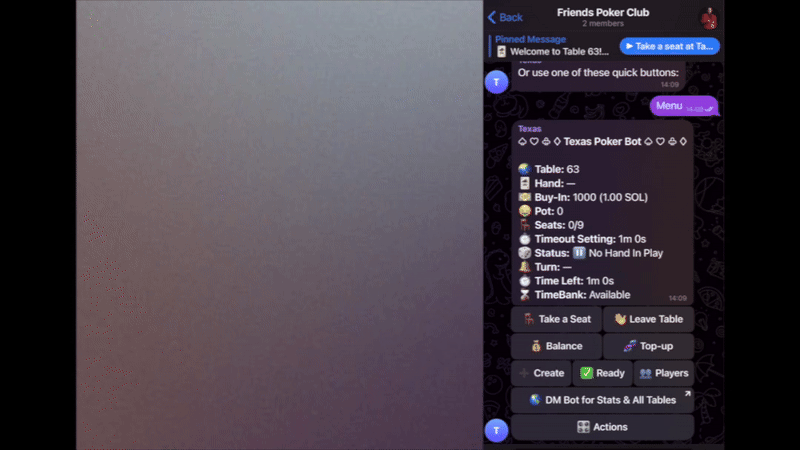 Back
Friends Poker Club
2 members
Pinned Message
Welcome to Table 63!...
Take a seat at Ta...
Texas
Or use one of these quick buttons:
14:09
T
Menu
14:09
Texas
Texas Poker Bot
Table: 63
Hand: —
Buy-In: 1000 (1.00 SOL)
Pot: 0
Seats: 0/9
Timeout Setting: 1m 0s
Status: No Hand In Play
Turn: —
Time Left: 1m 0s
TimeBank: Available
14:09
Take a Seat
Leave Table
Balance
Top-up
Create
Ready
Players
DM Bot for Stats & All Tables
Actions
T